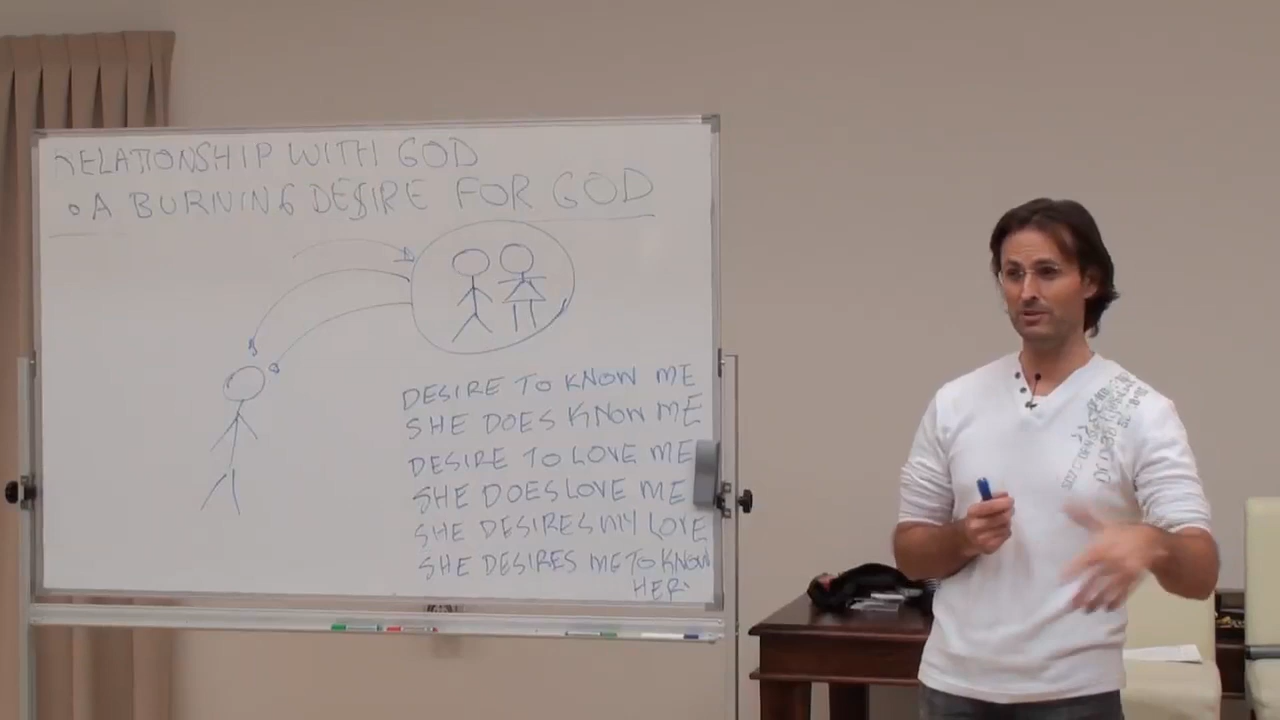 RELATIONSHIP WITH GOD
• A BURNING DESIRE FOR GOD
DESIRE TO KNOW ME
SHE DOES KNOW ME
DESIRE TO LOVE ME
SHE DOES LOVE ME
SHE DESIRES MY LOVE
SHE DESIRES ME TO KNOW
HER.